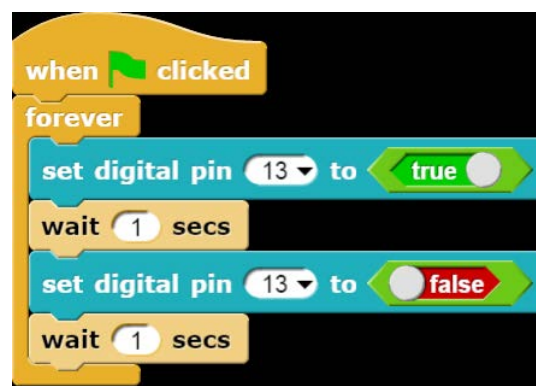 when clicked
forever
set digital pin 13 to true
wait 1 secs
set digital pin 13 to false
wait 1 secs